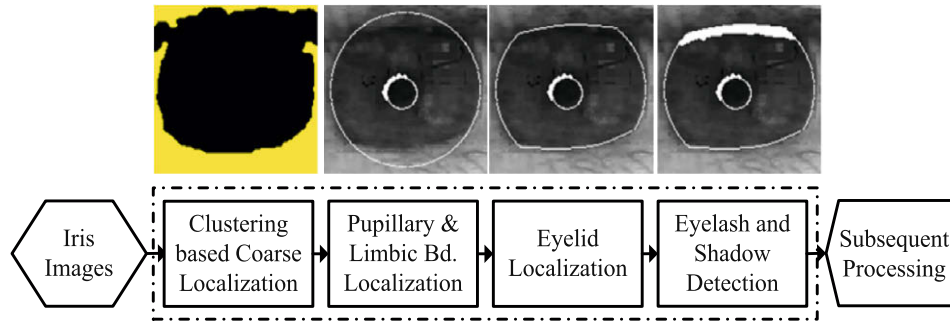 Iris
Images
Clustering
based Coarse
Localization
Pupillary &
Limbic Bd.
Localization
Eyelid
Localization
Eyelash and
Shadow
Detection
Subsequent
Processing